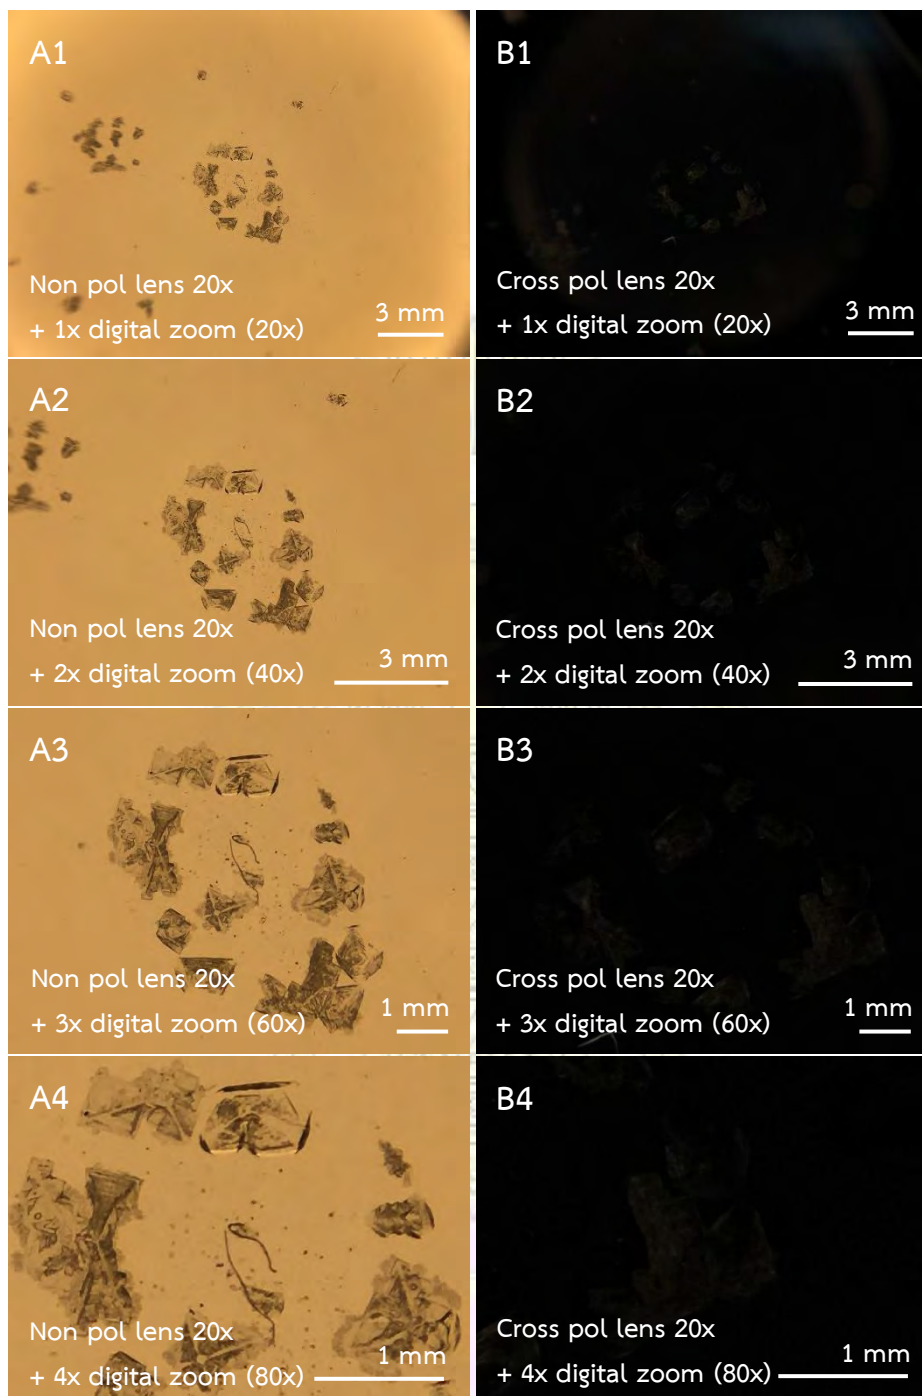 A1
Non pol lens 20x
+ 1x digital zoom (20x)
3 mm
B1
Cross pol lens 20x
+ 1x digital zoom (20x)
3 mm
A2
Non pol lens 20x
+ 2x digital zoom (40x)
3 mm
B2
Cross pol lens 20x
+ 2x digital zoom (40x)
3 mm
A3
Non pol lens 20x
+ 3x digital zoom (60x)
1 mm
B3
Cross pol lens 20x
+ 3x digital zoom (60x)
1 mm
A4
Non pol lens 20x
+ 4x digital zoom (80x)
1 mm
B4
Cross pol lens 20x
+ 4x digital zoom (80x)
1 mm